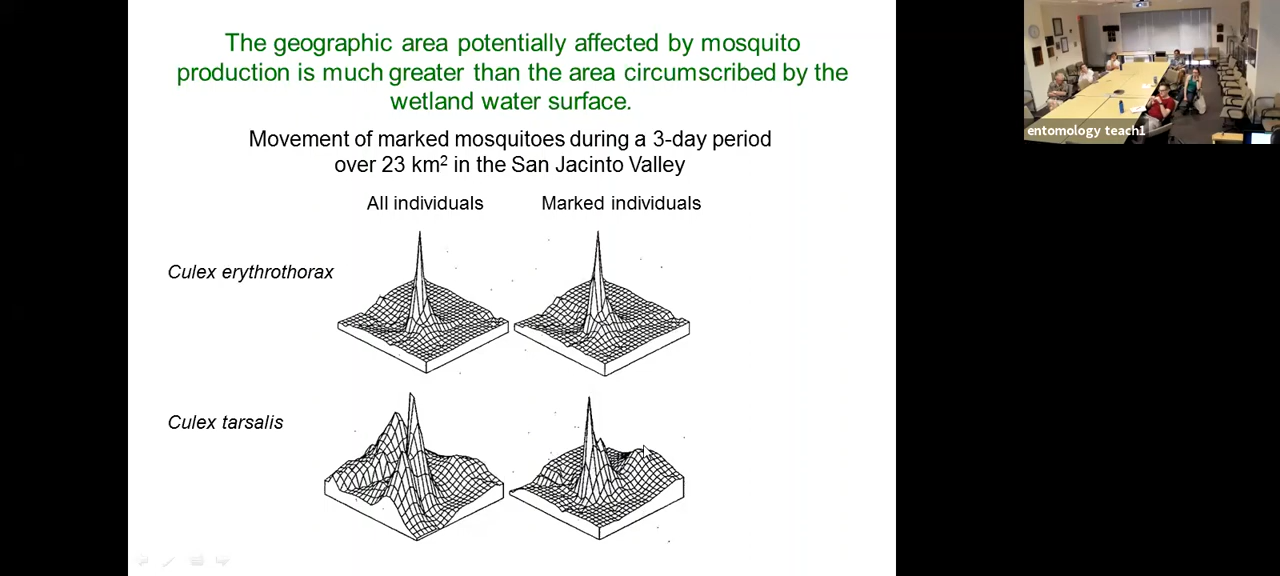 The geographic area potentially affected by mosquito
production is much greater than the area circumscribed by the
wetland water surface.
Movement of marked mosquitoes during a 3-day period
over 23 km² in the San Jacinto Valley
All individuals
Marked individuals
Culex erythrothorax
Culex tarsalis
entomology teach1